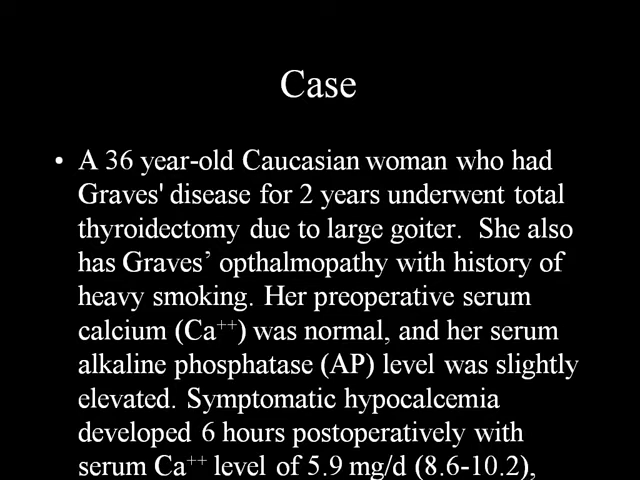 Case
• A 36 year-old Caucasian woman who had
Graves' disease for 2 years underwent total
thyroidectomy due to large goiter.  She also
has Graves’ opthalmopathy with history of
heavy smoking. Her preoperative serum
calcium (Ca⁺⁺) was normal, and her serum
alkaline phosphatase (AP) level was slightly
elevated. Symptomatic hypocalcemia
developed 6 hours postoperatively with
serum Ca⁺⁺ level of 5.9 mg/d (8.6-10.2),